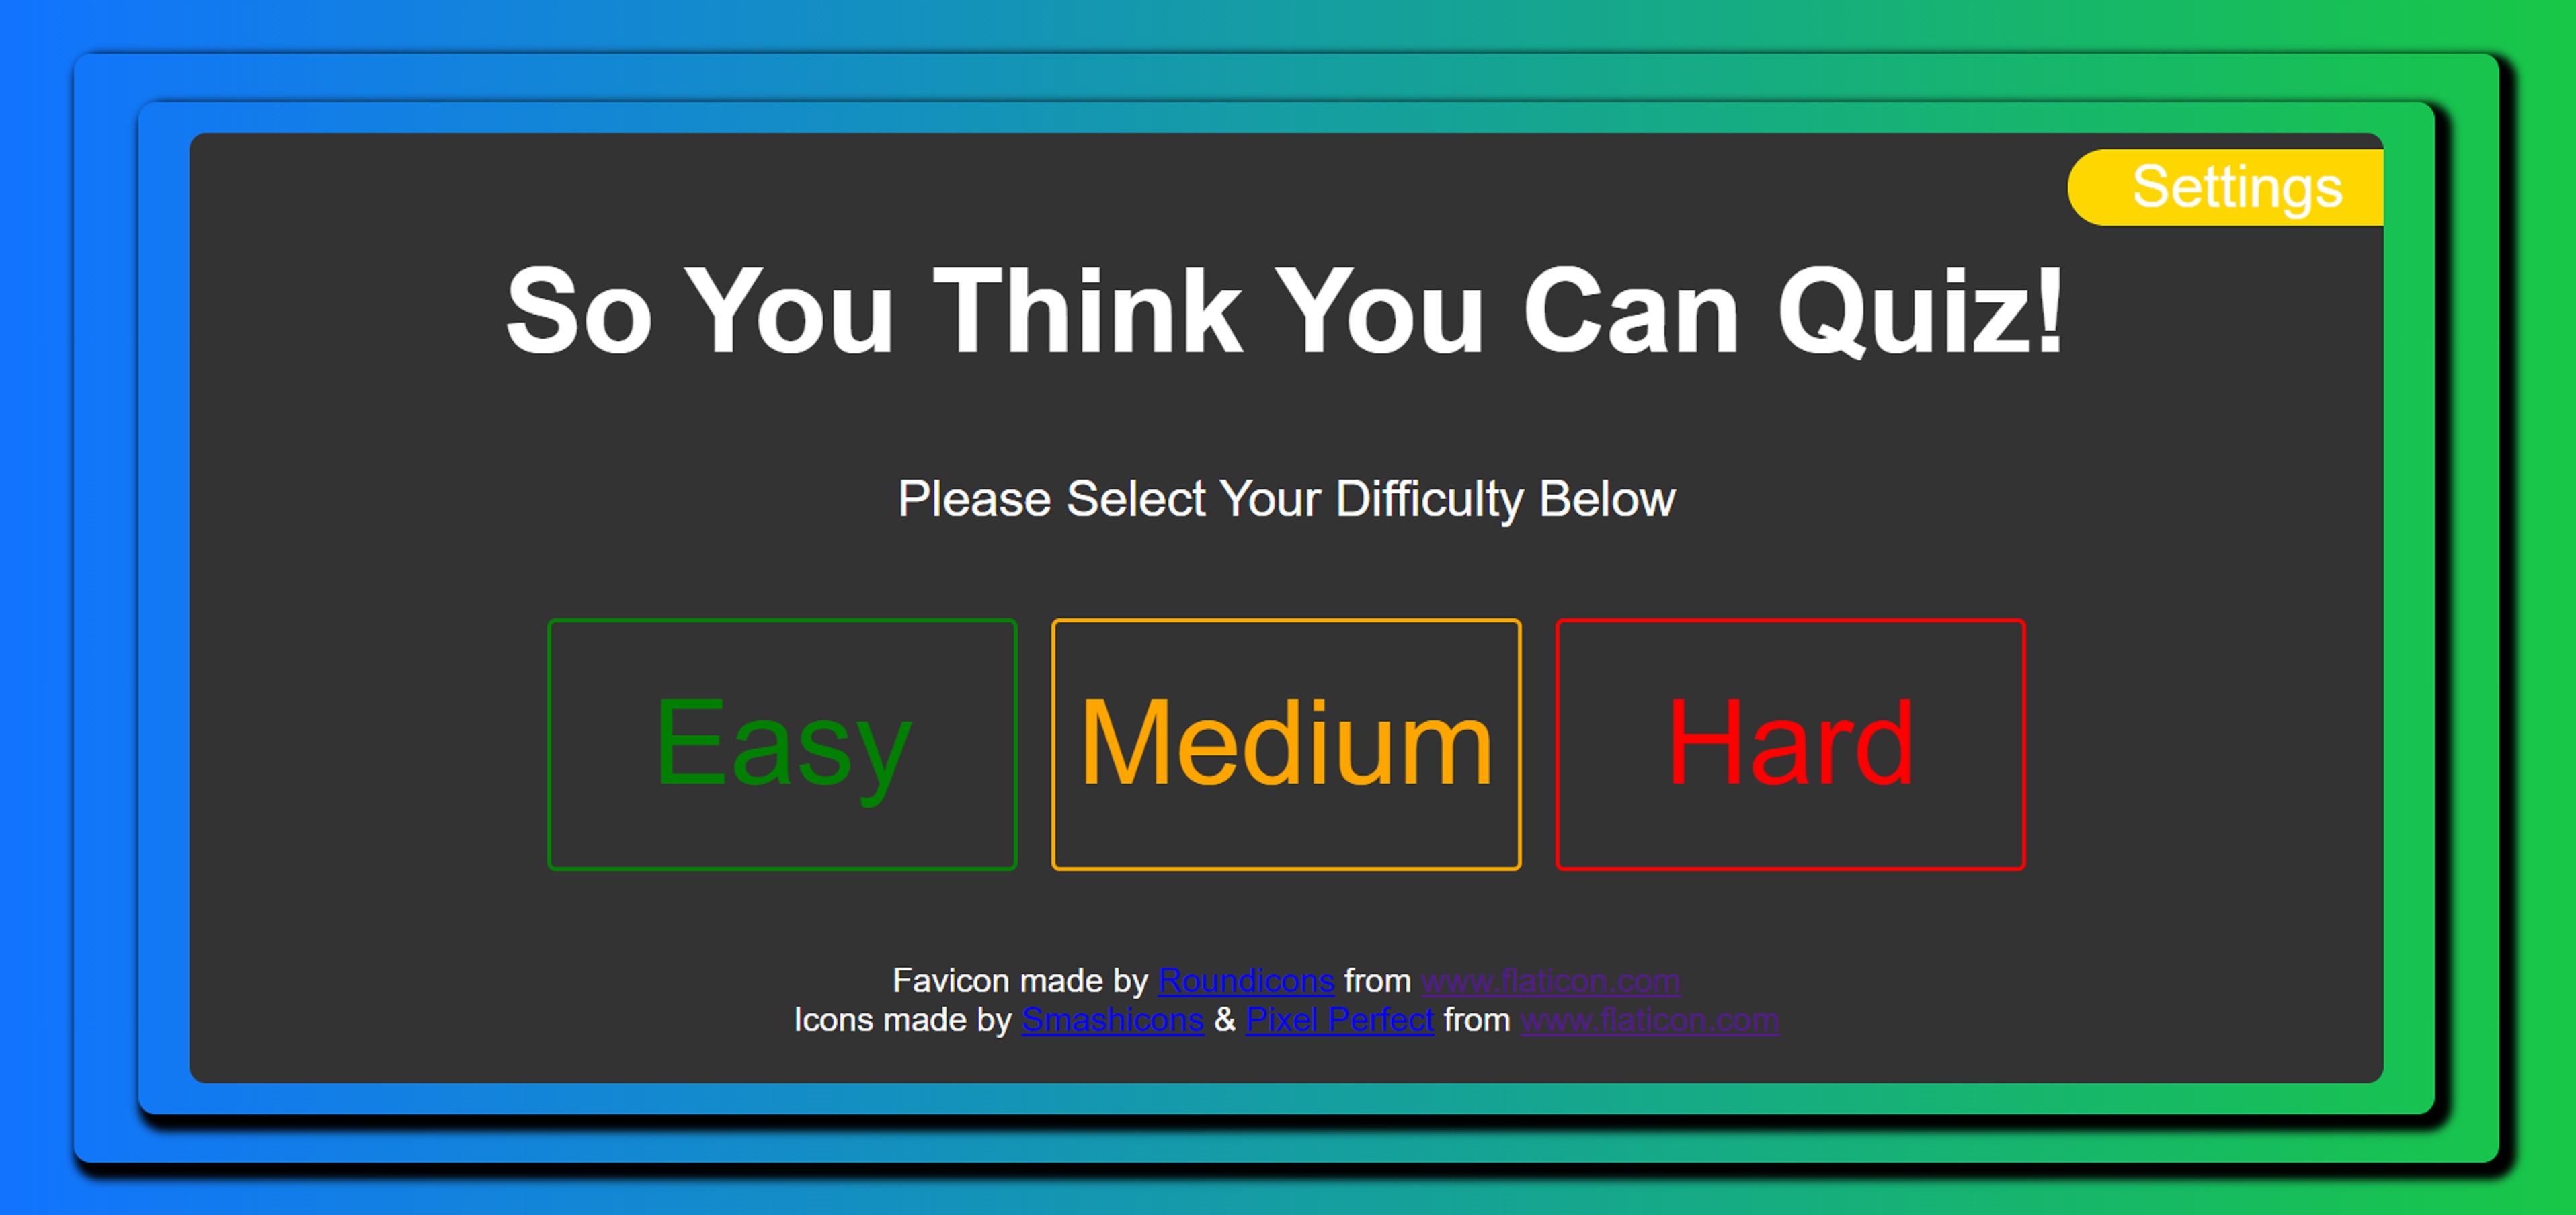 Settings
So You Think You Can Quiz!
Please Select Your Difficulty Below
Easy
Medium
Hard
Favicon made by Roundicons from www.flaticon.com
Icons made by Smashicons & Pixel Perfect from www.flaticon.com